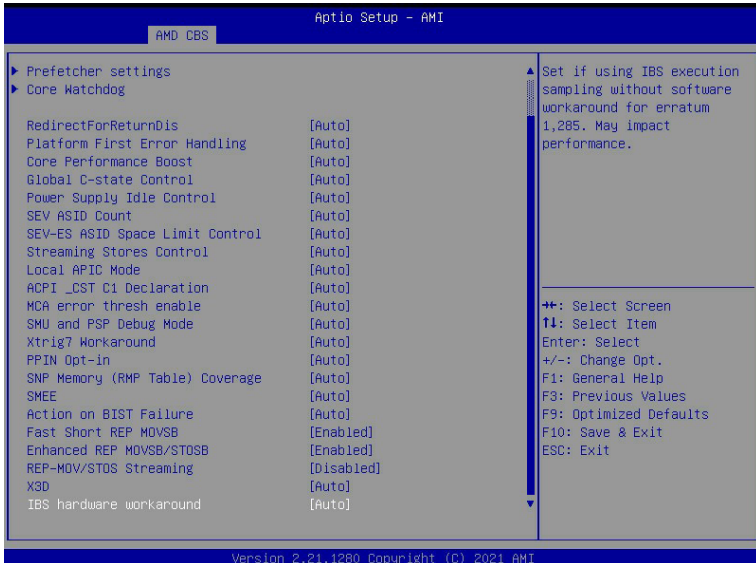 Aptio Setup – AMI
AMD CBS
▶ Prefetcher settings
▶ Core Watchdog
RedirectForReturnDis [Auto]
Platform First Error Handling [Auto]
Core Performance Boost [Auto]
Global C-state Control [Auto]
Power Supply Idle Control [Auto]
SEV ASID Count [Auto]
SEV-ES ASID Space Limit Control [Auto]
Streaming Stores Control [Auto]
Local APIC Mode [Auto]
ACPI _CST C1 Declaration [Auto]
MCA error thresh enable [Auto]
SMU and PSP Debug Mode [Auto]
Xtrig7 Workaround [Auto]
PPIN Opt-in [Auto]
SNP Memory (RMP Table) Coverage [Auto]
SMEE [Auto]
Action on BIST Failure [Auto]
Fast Short REP MOVSB [Enabled]
Enhanced REP MOVSB/STOSB [Enabled]
REP-MOV/STOS Streaming [Disabled]
X3D [Auto]
IBS hardware workaround [Auto]
Set if using IBS execution
sampling without software
workaround for erratum
1,285. May impact
performance.
→←: Select Screen
↑↓: Select Item
Enter: Select
+/-: Change Opt.
F1: General Help
F3: Previous Values
F9: Optimized Defaults
F10: Save & Exit
ESC: Exit
Version 2.21.1280 Copyright (C) 2021 AMI